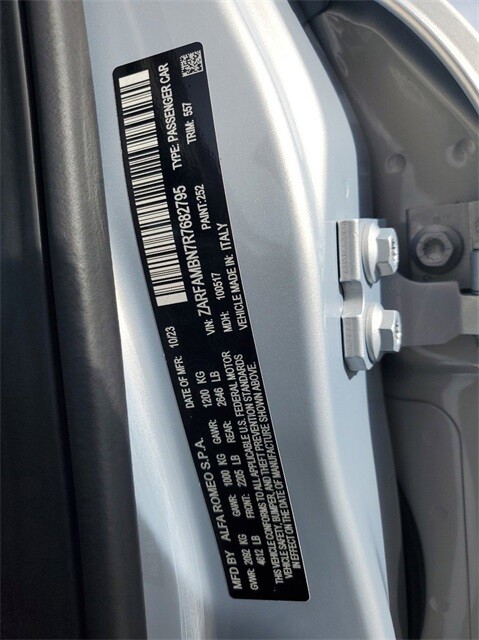 MFD BY ALFA ROMEO S.P.A. DATE OF MFR: 10/23
GVWR: 2092 KG GAWR: 1000 KG GAWR: 1200 KG
4612 LB FRONT: 2205 LB REAR: 2646 LB
THIS VEHICLE CONFORMS TO ALL APPLICABLE U.S. FEDERAL MOTOR
VEHICLE SAFETY, BUMPER, AND THEFT PREVENTION STANDARDS
IN EFFECT ON THE DATE OF MANUFACTURE SHOWN ABOVE.
VIN: ZARFAMBN7R7682795 TYPE: PASSENGER CAR
MDH: 100517 PAINT:252 TRIM: 557
VEHICLE MADE IN: ITALY